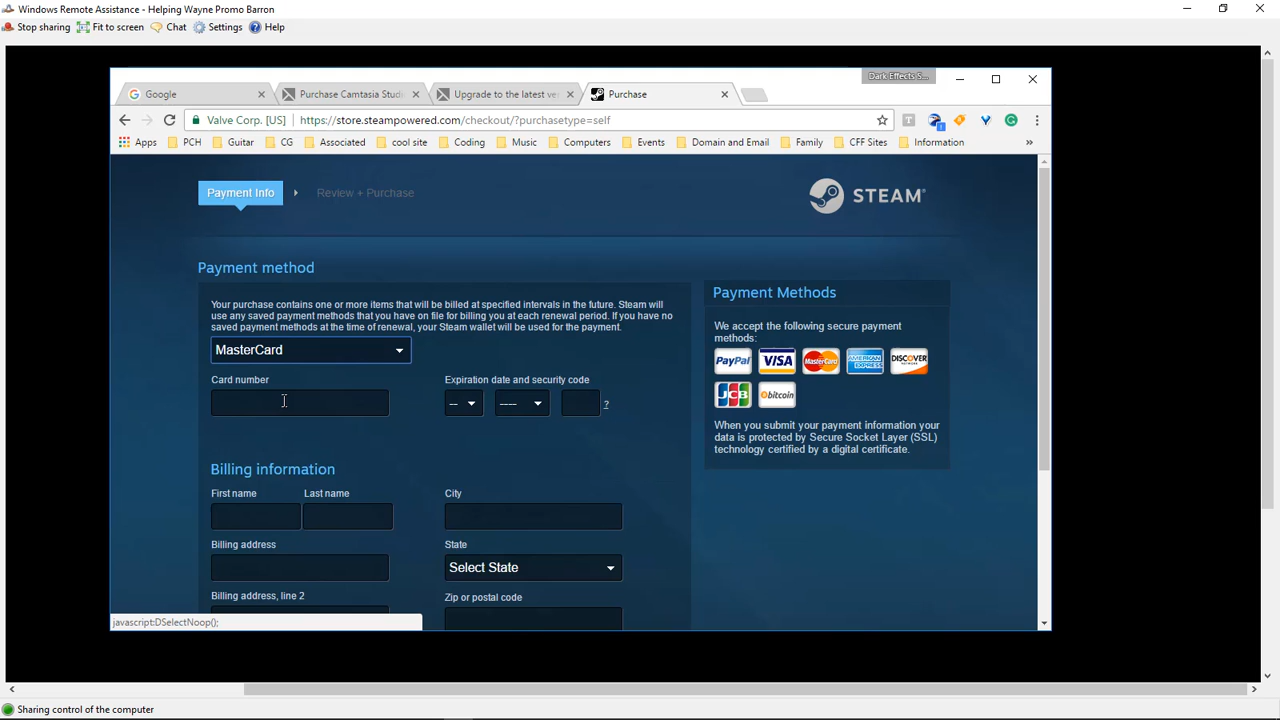 Windows Remote Assistance - Helping Wayne Promo Barron
Stop sharing Fit to screen Chat Settings Help
Dark Effects S...
Google Purchase Camtasia Studi Upgrade to the latest ver Purchase
Valve Corp. [US] https://store.steampowered.com/checkout/?purchasetype=self
Apps PCH Guitar CG Associated cool site Coding Music Computers Events Domain and Email Family CFF Sites Information »
Payment Info Review + Purchase
STEAM
Payment method
Your purchase contains one or more items that will be billed at specified intervals in the future. Steam will
use any saved payment methods that you have on file for billing you at each renewal period. If you have no
saved payment methods at the time of renewal, your Steam wallet will be used for the payment.
MasterCard
Card number Expiration date and security code
-- ---- ?
Billing information
First name Last name City
Billing address State
Select State
Billing address, line 2 Zip or postal code
Payment Methods
We accept the following secure payment
methods:
PayPal VISA MasterCard AMERICAN EXPRESS DISCOVER
JCB bitcoin
When you submit your payment information your
data is protected by Secure Socket Layer (SSL)
technology certified by a digital certificate.
javascript:DSelectNoop();
Sharing control of the computer